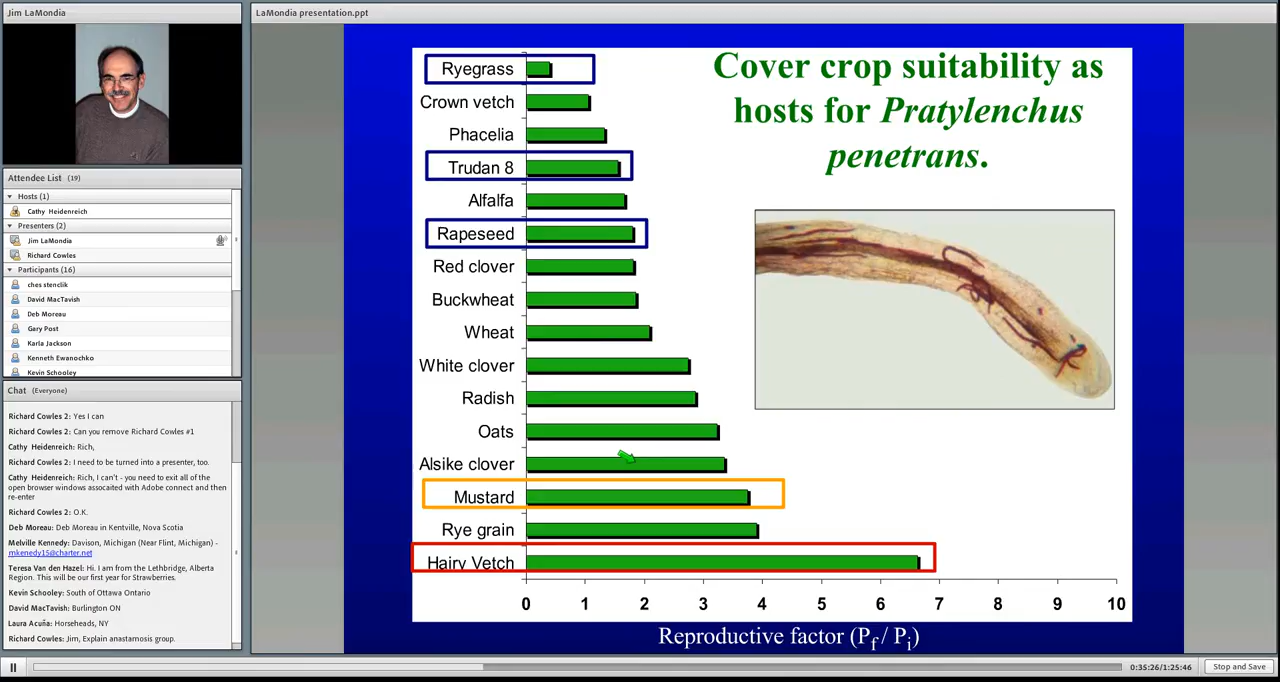 Jim LaMondia
LaMondia presentation.ppt
Attendee List (19)
Hosts (1)
Cathy Heidenreich
Presenters (2)
Jim LaMondia
Richard Cowles
Participants (16)
ches stenclik
David MacTavish
Deb Moreau
Gary Post
Karla Jackson
Kenneth Ewanochko
Kevin Schooley
Chat (Everyone)
Richard Cowles 2: Yes I can
Richard Cowles 2: Can you remove Richard Cowles #1
Cathy Heidenreich: Rich,
Richard Cowles 2: I need to be turned into a presenter, too.
Cathy Heidenreich: Rich, I can't - you need to exit all of the
open browser windows assocaited with Adobe connect and then
re-enter
Richard Cowles 2: O.K.
Deb Moreau: Deb Moreau in Kentville, Nova Scotia
Melville Kennedy: Davison, Michigan (Near Flint, Michigan) -
mkenedy15@charter.net
Teresa Van den Hazel: Hi. I am from the Lethbridge, Alberta
Region. This will be our first year for Strawberries.
Kevin Schooley: South of Ottawa Ontario
David MacTavish: Burlington ON
Laura Acuña: Horseheads, NY
Richard Cowles: Jim, Explain anastamosis group.
Cover crop suitability as
hosts for Pratylenchus
penetrans.
Ryegrass
Crown vetch
Phacelia
Trudan 8
Alfalfa
Rapeseed
Red clover
Buckwheat
Wheat
White clover
Radish
Oats
Alsike clover
Mustard
Rye grain
Hairy Vetch
0 1 2 3 4 5 6 7 8 9 10
Reproductive factor (Pf / Pi)
0:35:26/1:25:46
Stop and Save